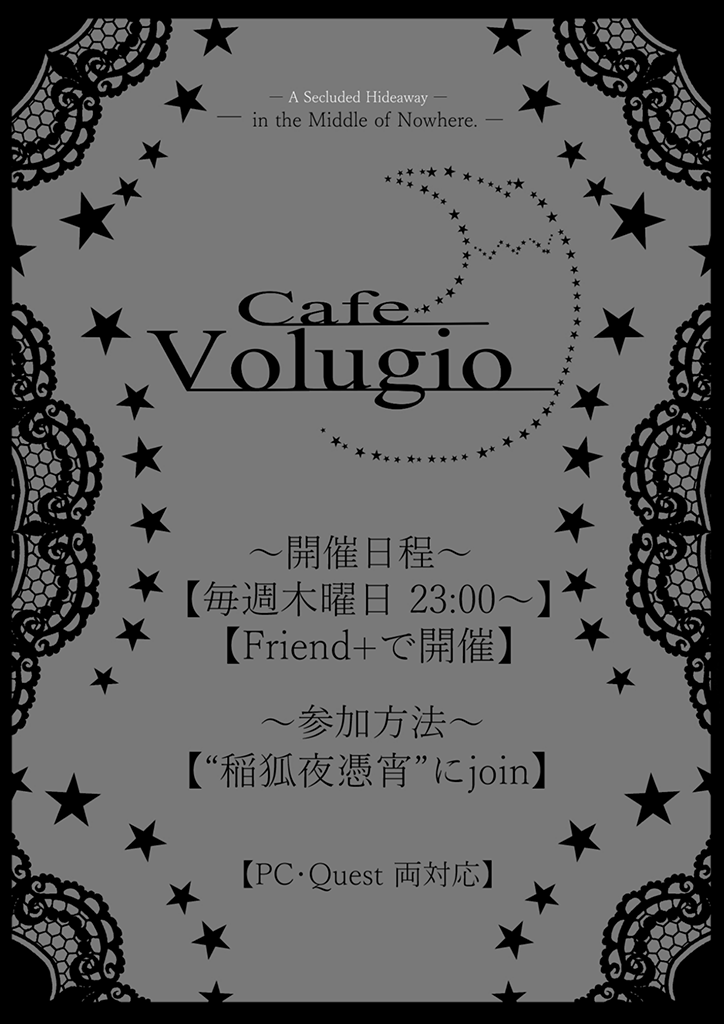 — A Secluded Hideaway —
— in the Middle of Nowhere. —
Cafe
Volugio
～開催日程～
【毎週木曜日 23:00～】
【Friend+で開催】
～参加方法～
【“稲狐夜憑宵”にjoin】
【PC・Quest 両対応】